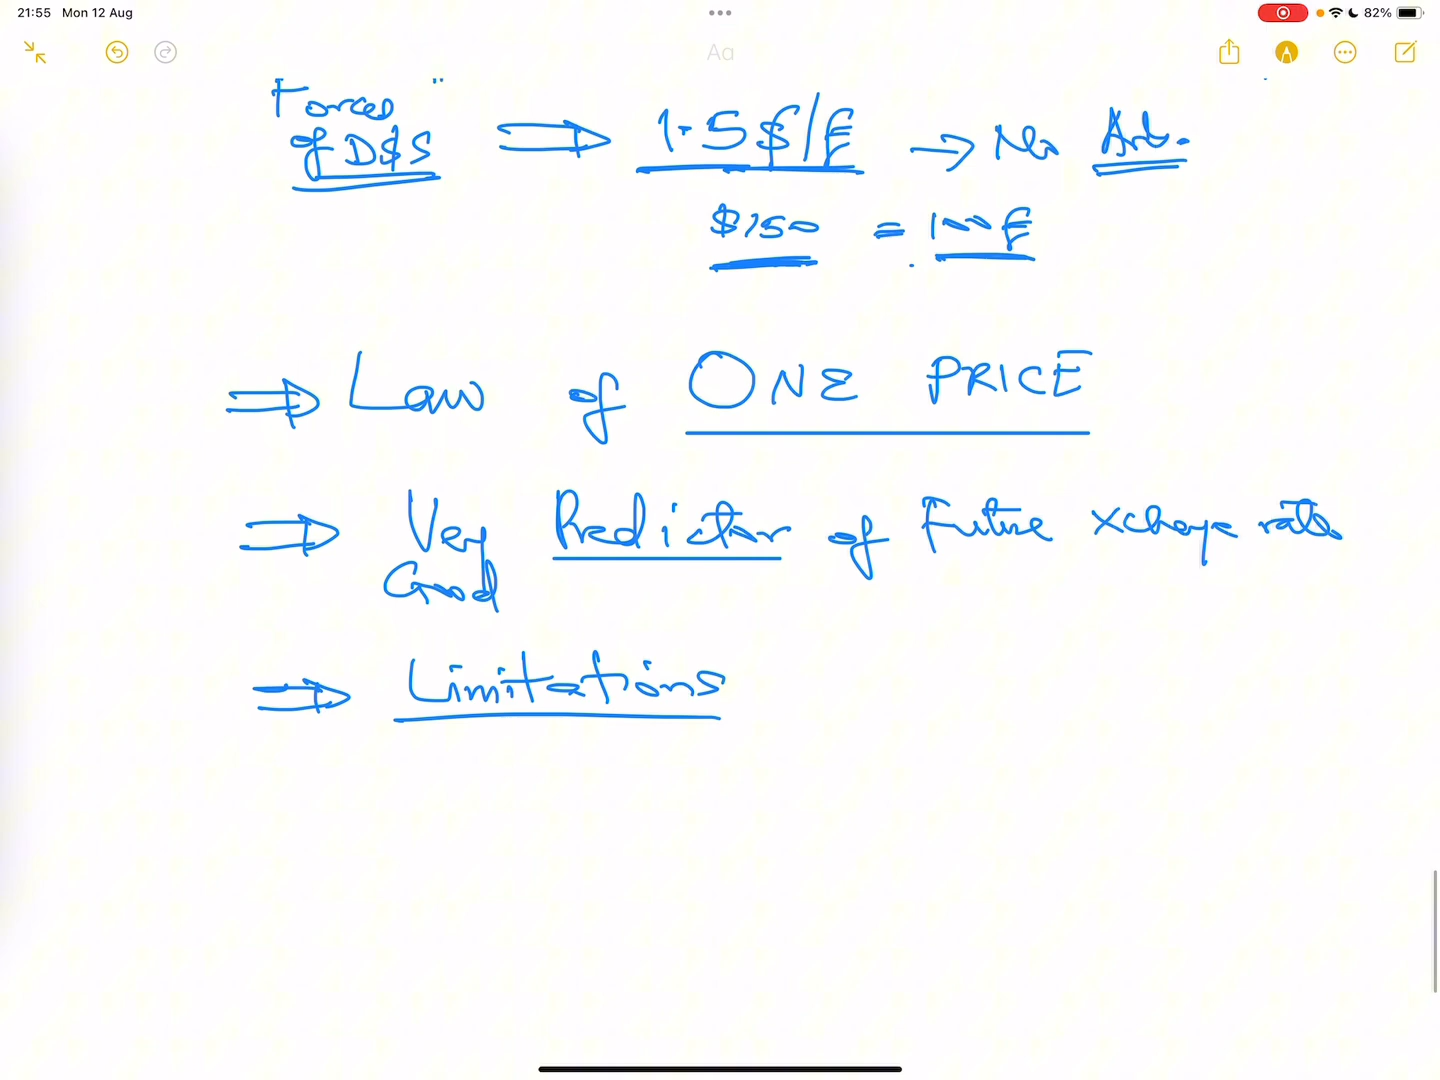 21:55 Mon 12 Aug
82%
Aa
Forces of D&S ⇒ 1.5 $/£ → No Arb.
$150 = 100 £
⇒ Law of ONE PRICE
⇒ Very Good Predictor of Future xchange rates
⇒ Limitations